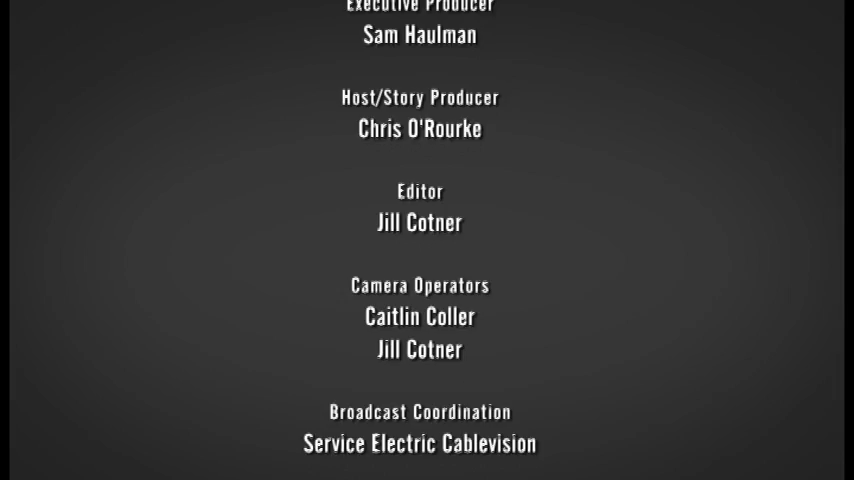 Executive Producer
Sam Haulman
Host/Story Producer
Chris O'Rourke
Editor
Jill Cotner
Camera Operators
Caitlin Coller
Jill Cotner
Broadcast Coordination
Service Electric Cablevision